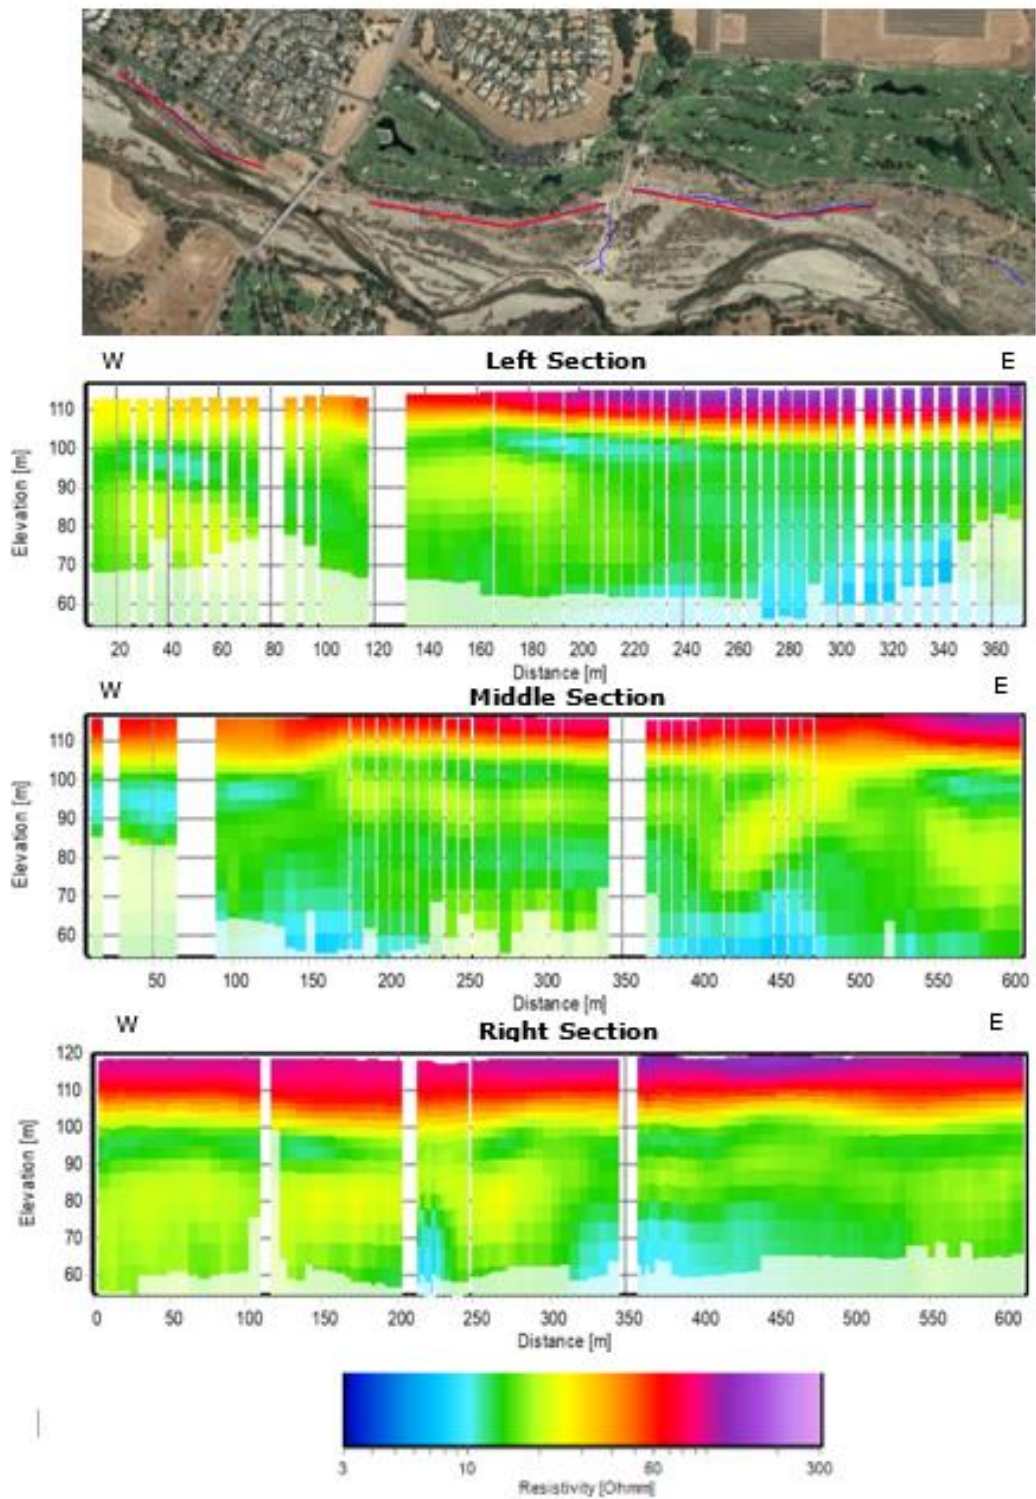 W Left Section E
110
100
90
80
70
60
Elevation [m]
20 40 60 80 100 120 140 160 180 200 220 240 260 280 300 320 340 360
Distance [m]
W Middle Section E
110
100
90
80
70
60
Elevation [m]
50 100 150 200 250 300 350 400 450 500 550 600
Distance [m]
W Right Section E
120
110
100
90
80
70
60
Elevation [m]
0 50 100 150 200 250 300 350 400 450 500 550 600
Distance [m]
3 10 60 300
Resistivity [Ohmm]